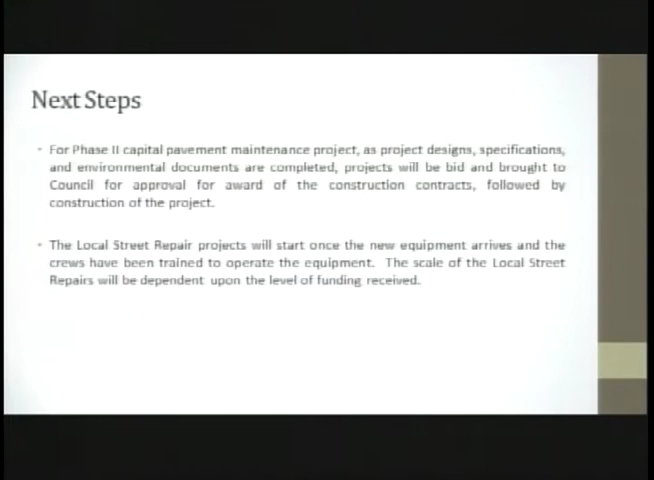 Next Steps
• For Phase II capital pavement maintenance project, as project designs, specifications,
and environmental documents are completed, projects will be bid and brought to
Council for approval for award of the construction contracts, followed by
construction of the project.
• The Local Street Repair projects will start once the new equipment arrives and the
crews have been trained to operate the equipment. The scale of the Local Street
Repairs will be dependent upon the level of funding received.